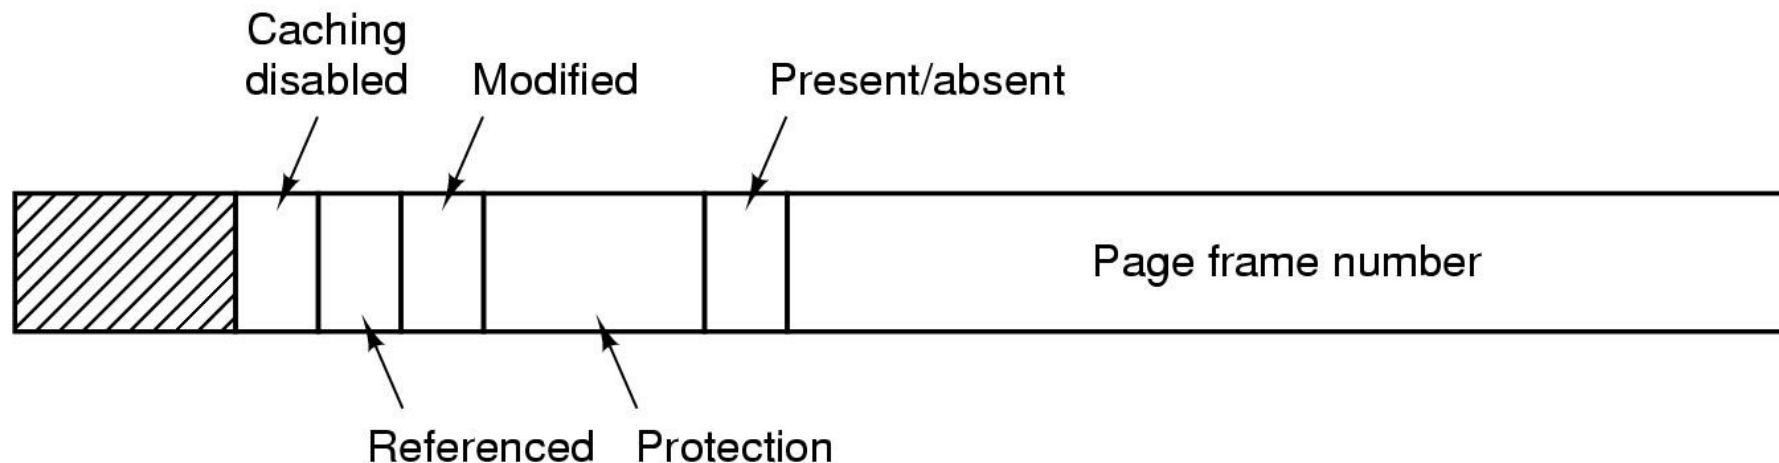 Caching
disabled
Modified
Present/absent
Page frame number
Referenced
Protection